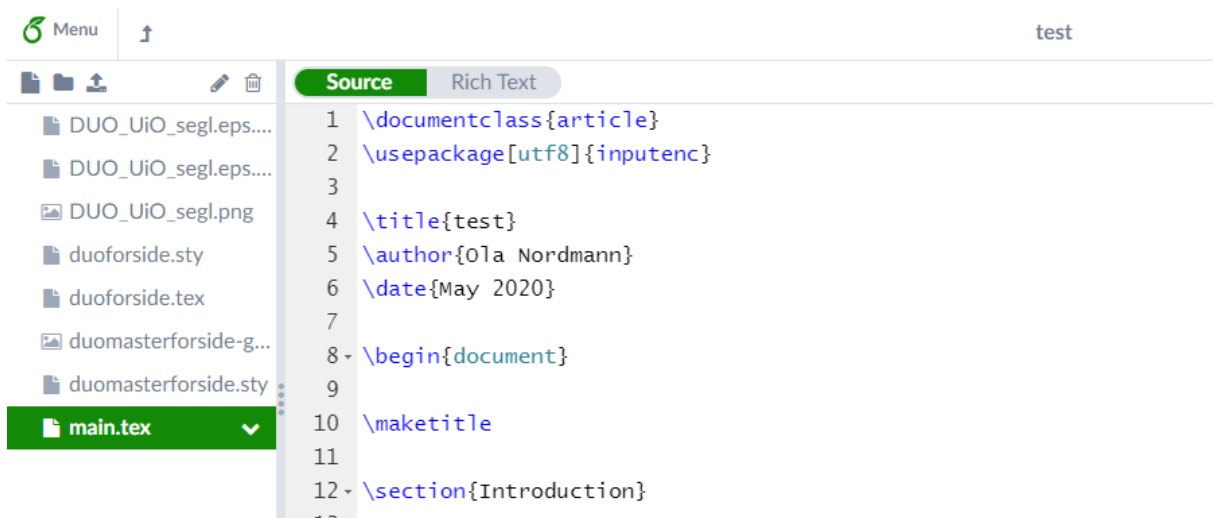 Menu
test
Source Rich Text
DUO_UiO_segl.eps....
DUO_UiO_segl.eps....
DUO_UiO_segl.png
duoforside.sty
duoforside.tex
duomasterforside-g...
duomasterforside.sty
main.tex
1 \documentclass{article}
2 \usepackage[utf8]{inputenc}
3
4 \title{test}
5 \author{Ola Nordmann}
6 \date{May 2020}
7
8 \begin{document}
9
10 \maketitle
11
12 \section{Introduction}